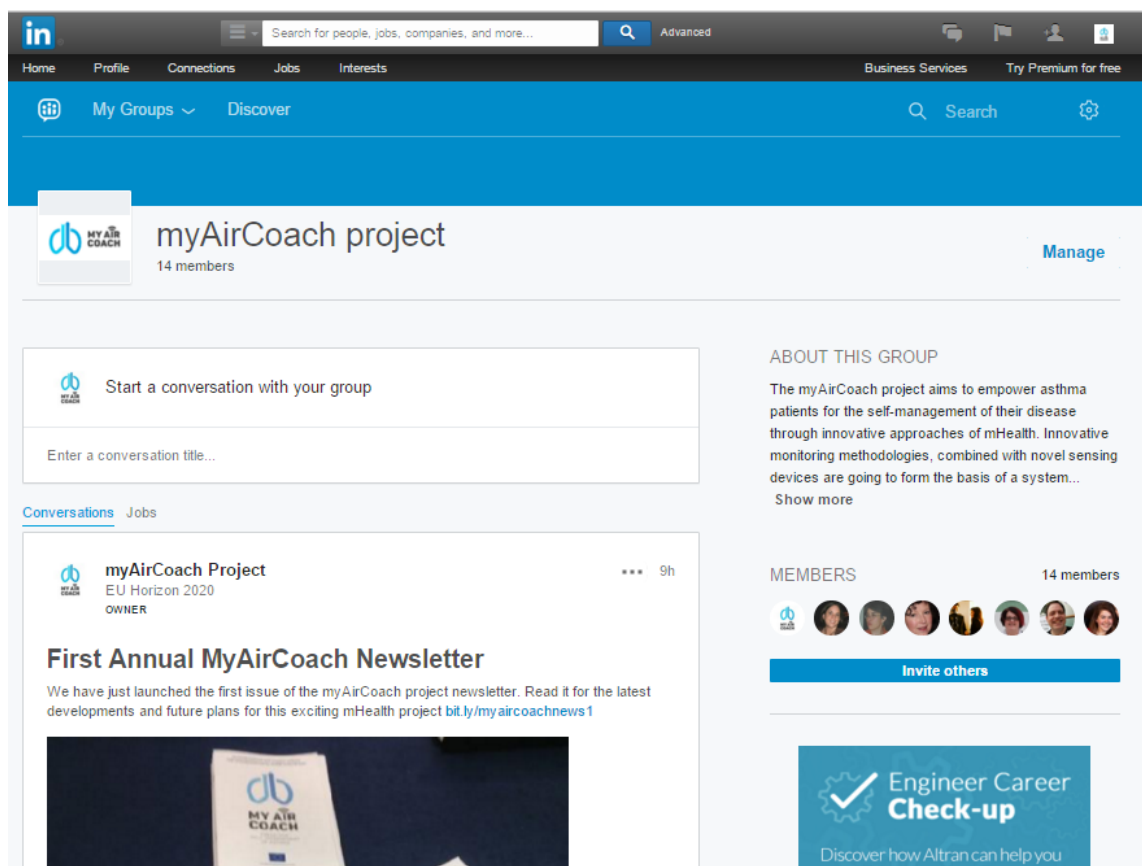 in
Search for people, jobs, companies, and more...
Advanced
Home Profile Connections Jobs Interests Business Services Try Premium for free
My Groups Discover Search
MY AIR
COACH
myAirCoach project
14 members
Manage
Start a conversation with your group
Enter a conversation title...
Conversations Jobs
myAirCoach Project
9h
EU Horizon 2020
OWNER
First Annual MyAirCoach Newsletter
We have just launched the first issue of the myAirCoach project newsletter. Read it for the latest
developments and future plans for this exciting mHealth project bit.ly/myaircoachnews1
MY AIR
COACH
ABOUT THIS GROUP
The myAirCoach project aims to empower asthma
patients for the self-management of their disease
through innovative approaches of mHealth. Innovative
monitoring methodologies, combined with novel sensing
devices are going to form the basis of a system...
Show more
MEMBERS 14 members
Invite others
Engineer Career
Check-up
Discover how Altran can help you